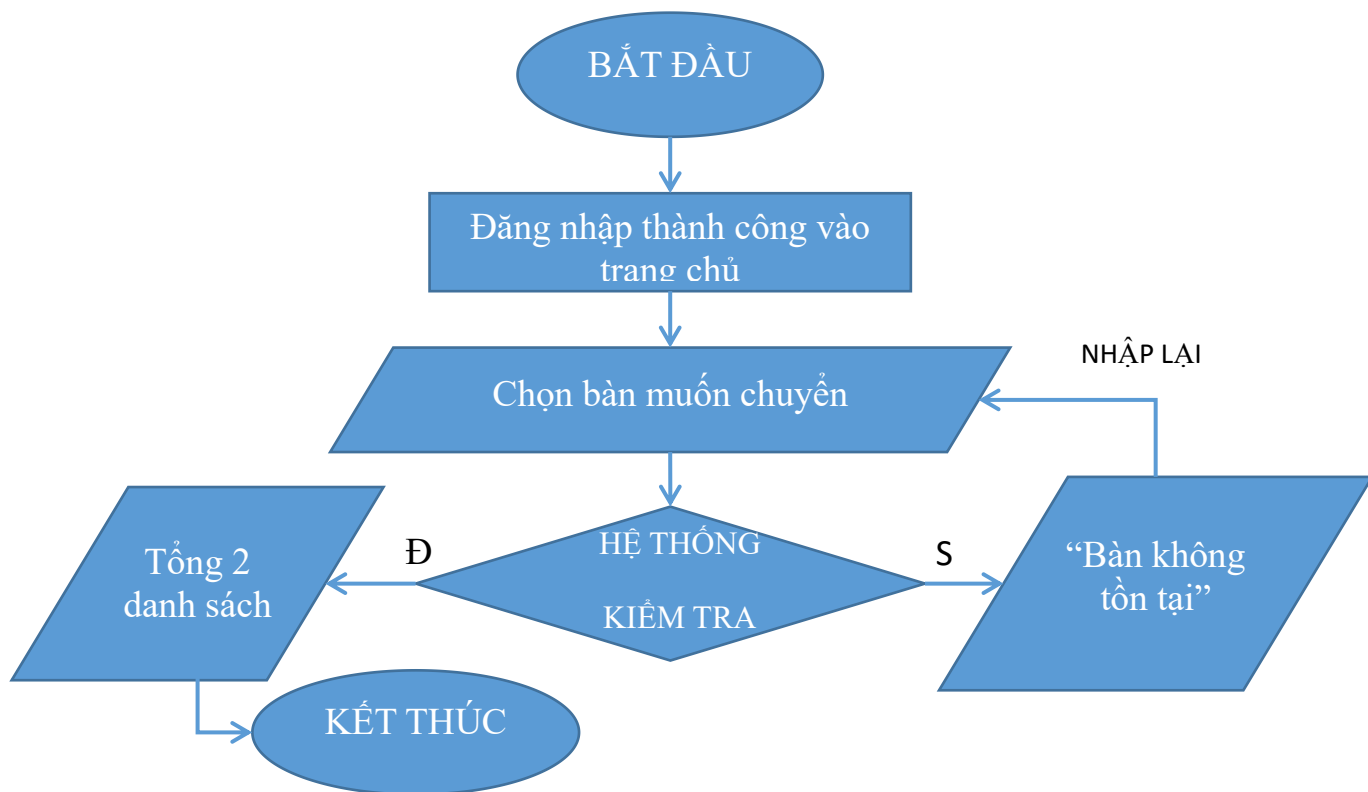 BẮT ĐẦU
Đăng nhập thành công vào
trang chủ
NHẬP LẠI
Chọn bàn muốn chuyển
Tổng 2
danh sách
Đ
HỆ THỐNG
KIỂM TRA
S
“Bàn không
tồn tại”
KẾT THÚC